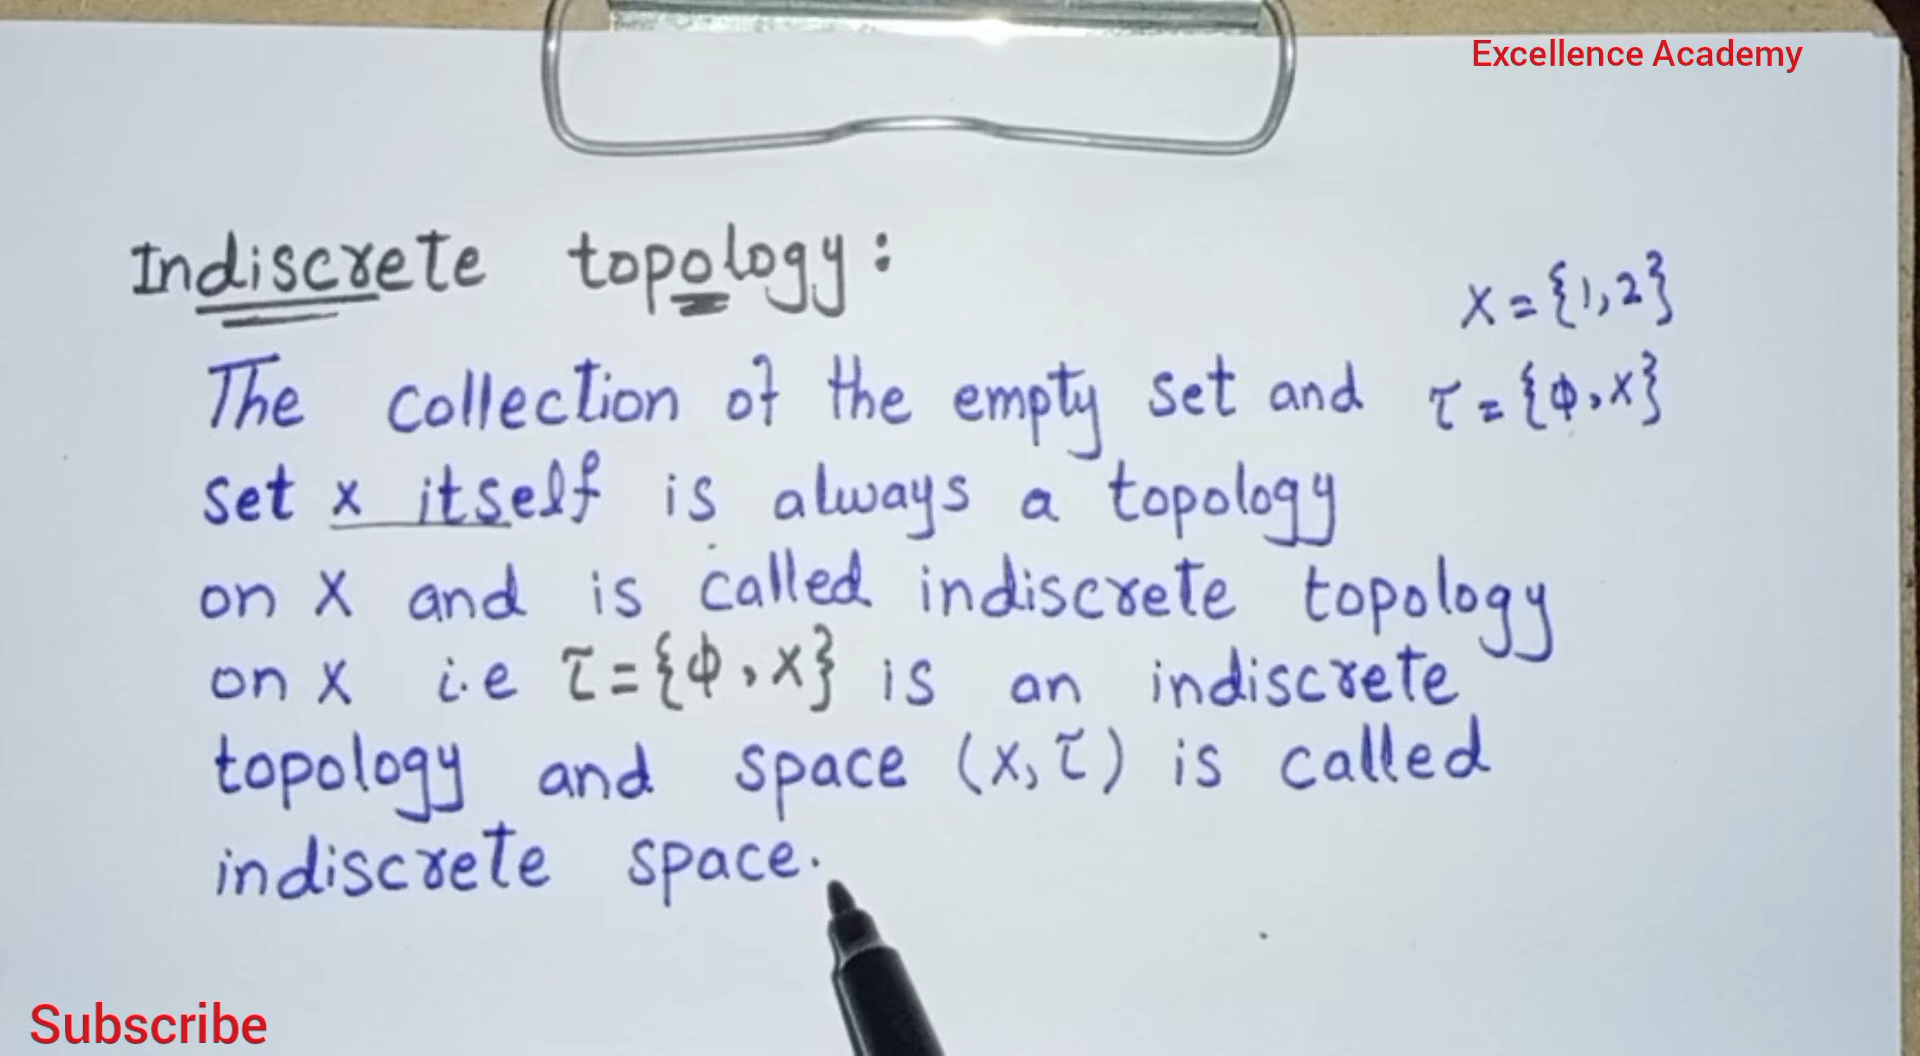 Excellence Academy
Indiscrete topology:
X = {1,2}
The collection of the empty set and
τ = {φ,X}
set x itself is always a topology
on X and is called indiscrete topology
on X i.e τ = {φ, X} is an indiscrete
topology and space (X, τ) is called
indiscrete space.
Subscribe